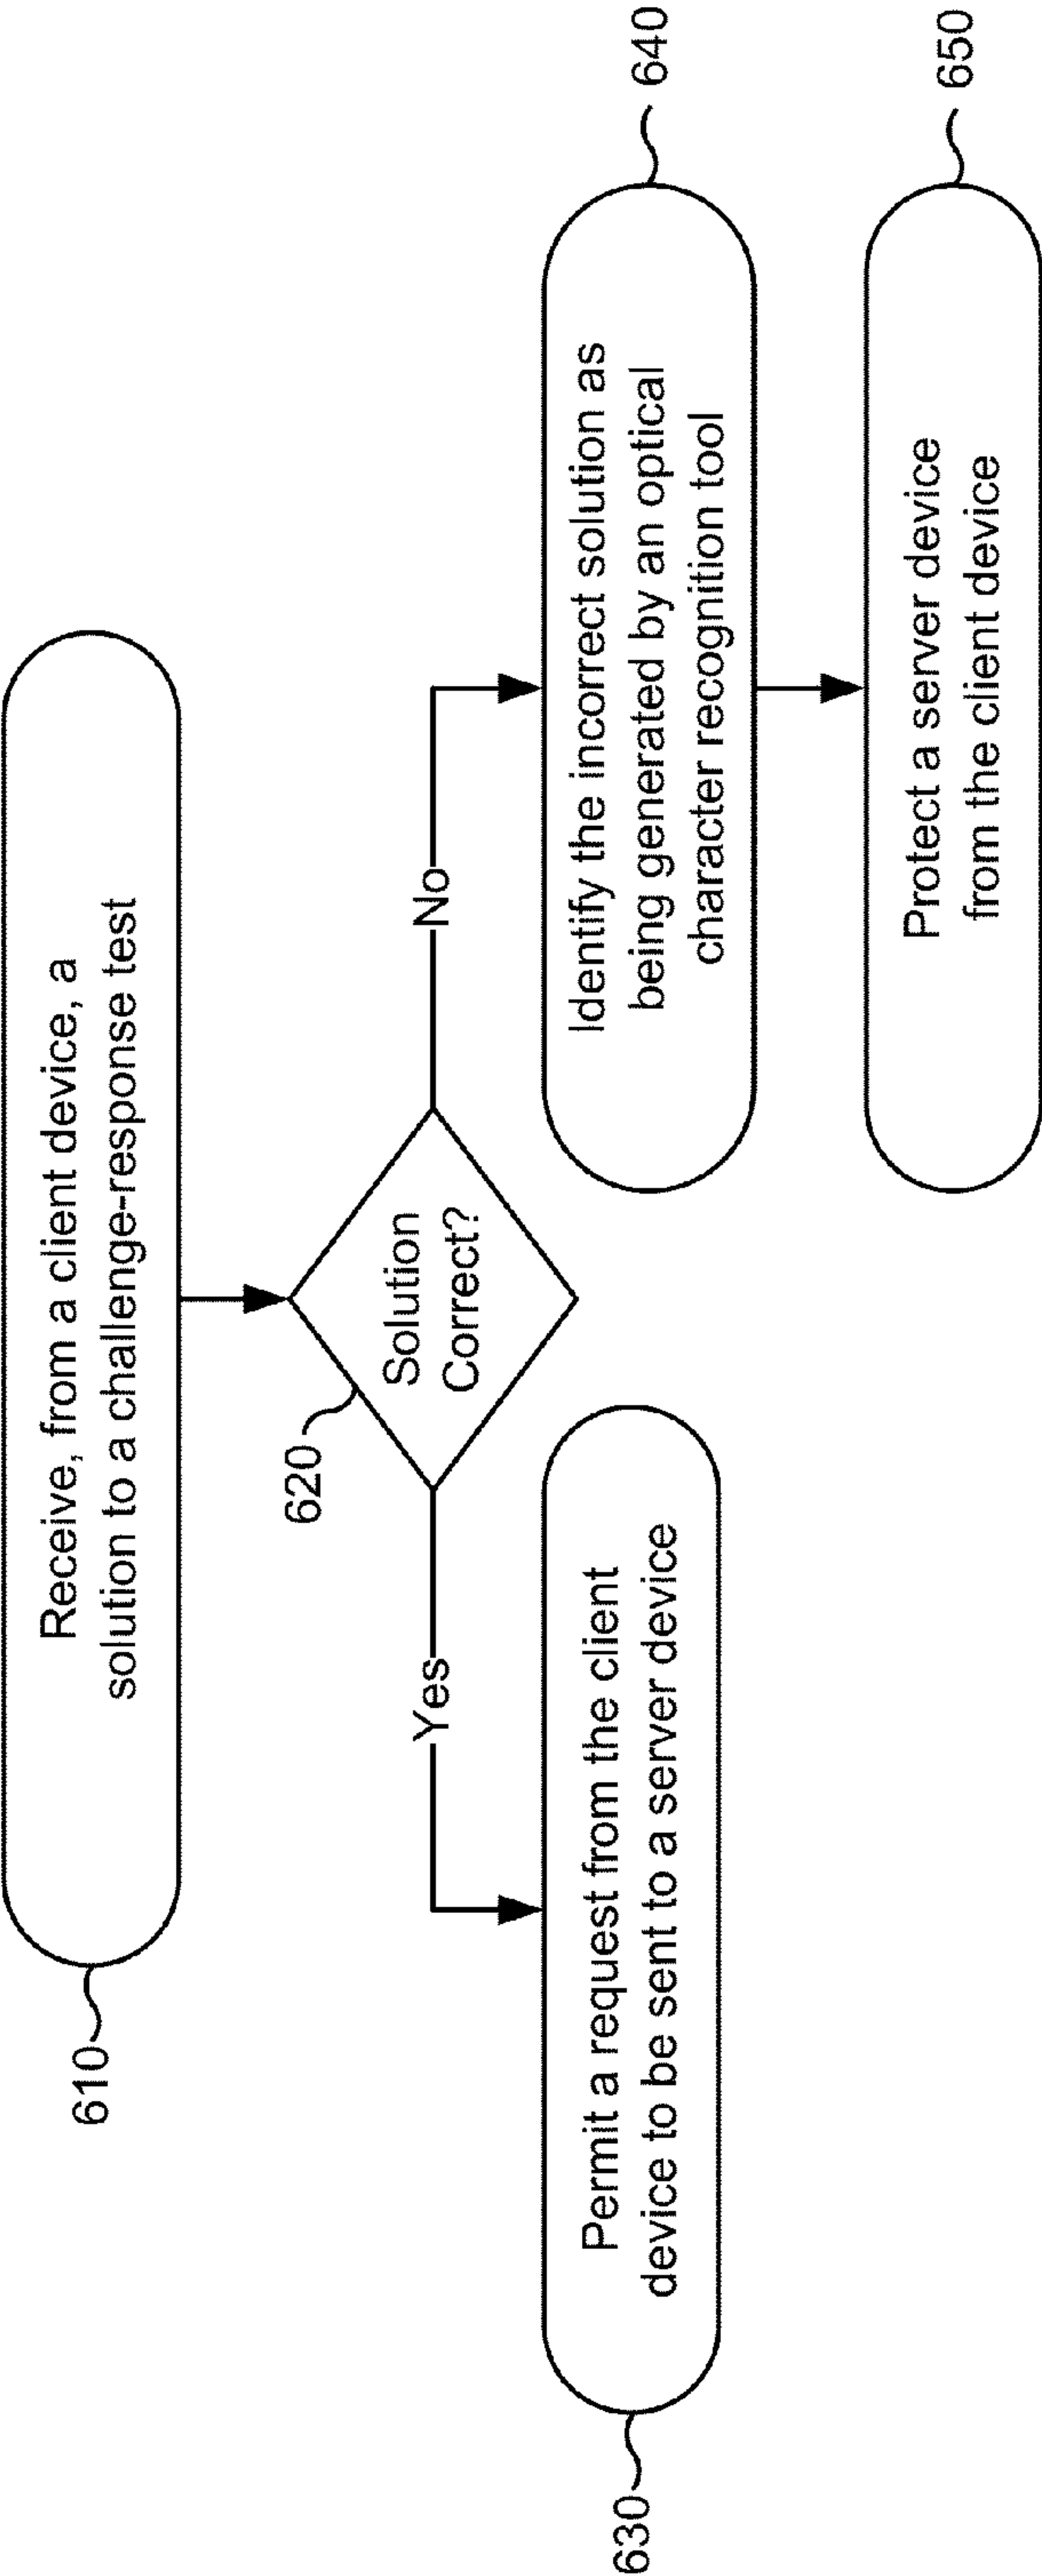 610
Receive, from a client device, a
solution to a challenge-response test
620
Solution
Correct?
Yes
No
630
Permit a request from the client
device to be sent to a server device
Identify the incorrect solution as
being generated by an optical
character recognition tool
640
Protect a server device
from the client device
650